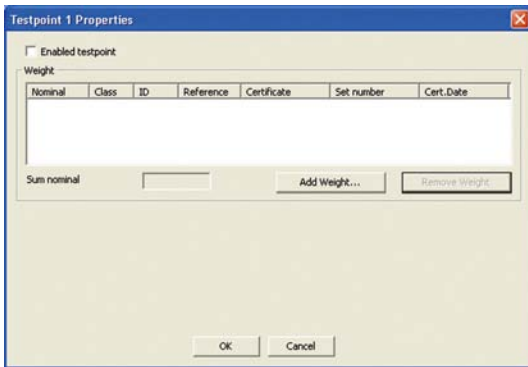 Testpoint 1 Properties
Enabled testpoint
Weight
Nominal Class ID Reference Certificate Set number Cert.Date
Sum nominal Add Weight... Remove Weight
OK Cancel